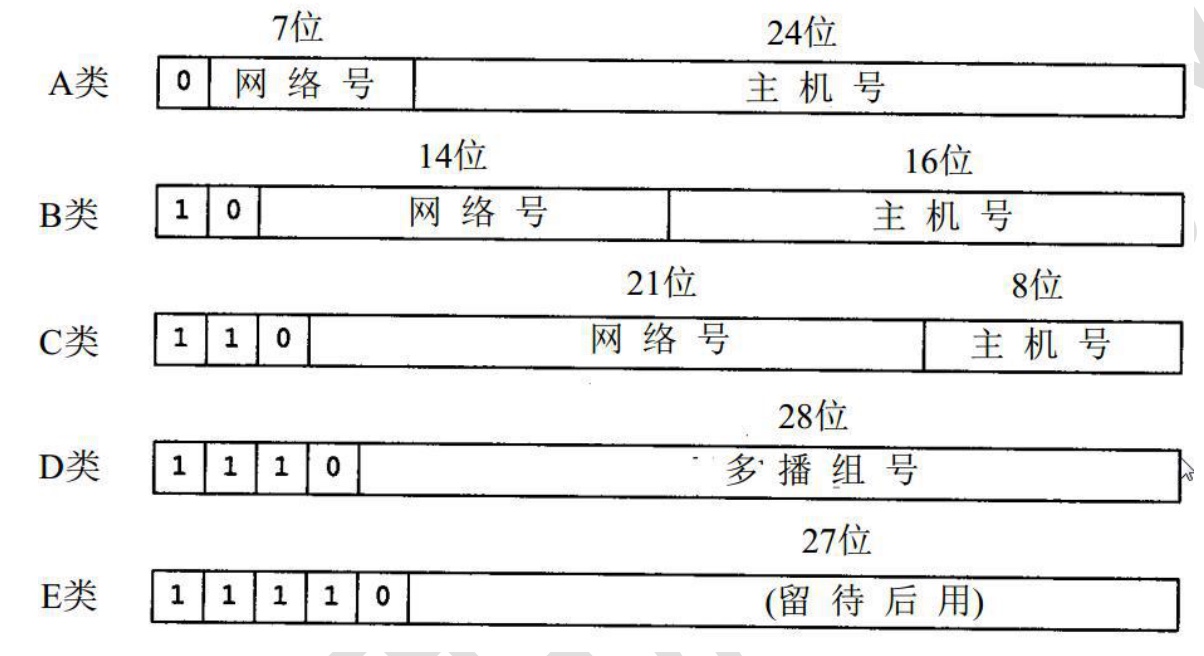 7位 24位
A类 0 网络号 主机号
14位 16位
B类 1 0 网络号 主机号
21位 8位
C类 1 1 0 网络号 主机号
28位
D类 1 1 1 0 多播组号
27位
E类 1 1 1 1 0 (留待后用)